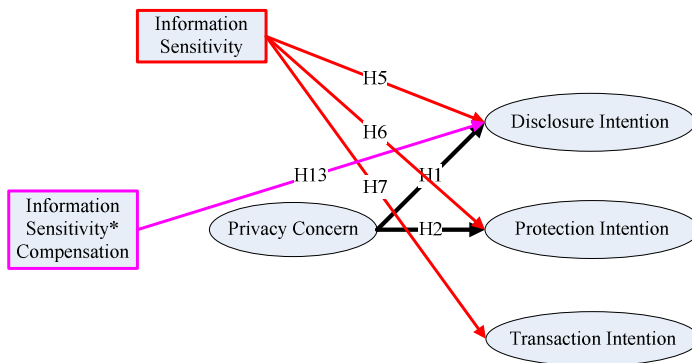 Information
Sensitivity
H5
Disclosure Intention
H6
H13
H7
H1
Information
Sensitivity*
Compensation
Privacy Concern
H2
Protection Intention
Transaction Intention